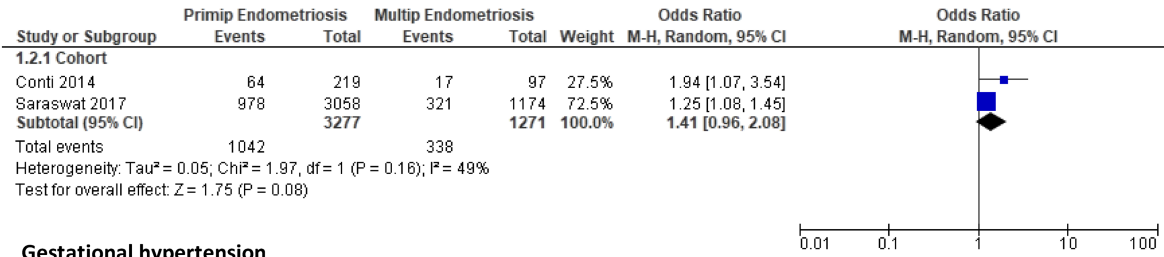 Primip Endometriosis Multip Endometriosis Odds Ratio Odds Ratio
Study or Subgroup Events Total Events Total Weight M-H, Random, 95% CI M-H, Random, 95% CI
1.2.1 Cohort
Conti 2014 64 219 17 97 27.5% 1.94 [1.07, 3.54]
Saraswat 2017 978 3058 321 1174 72.5% 1.25 [1.08, 1.45]
Subtotal (95% CI) 3277 1271 100.0% 1.41 [0.96, 2.08]
Total events 1042 338
Heterogeneity: Tau² = 0.05; Chi² = 1.97, df = 1 (P = 0.16); I² = 49%
Test for overall effect: Z = 1.75 (P = 0.08)
0.01 0.1 1 10 100
Gestational hypertension